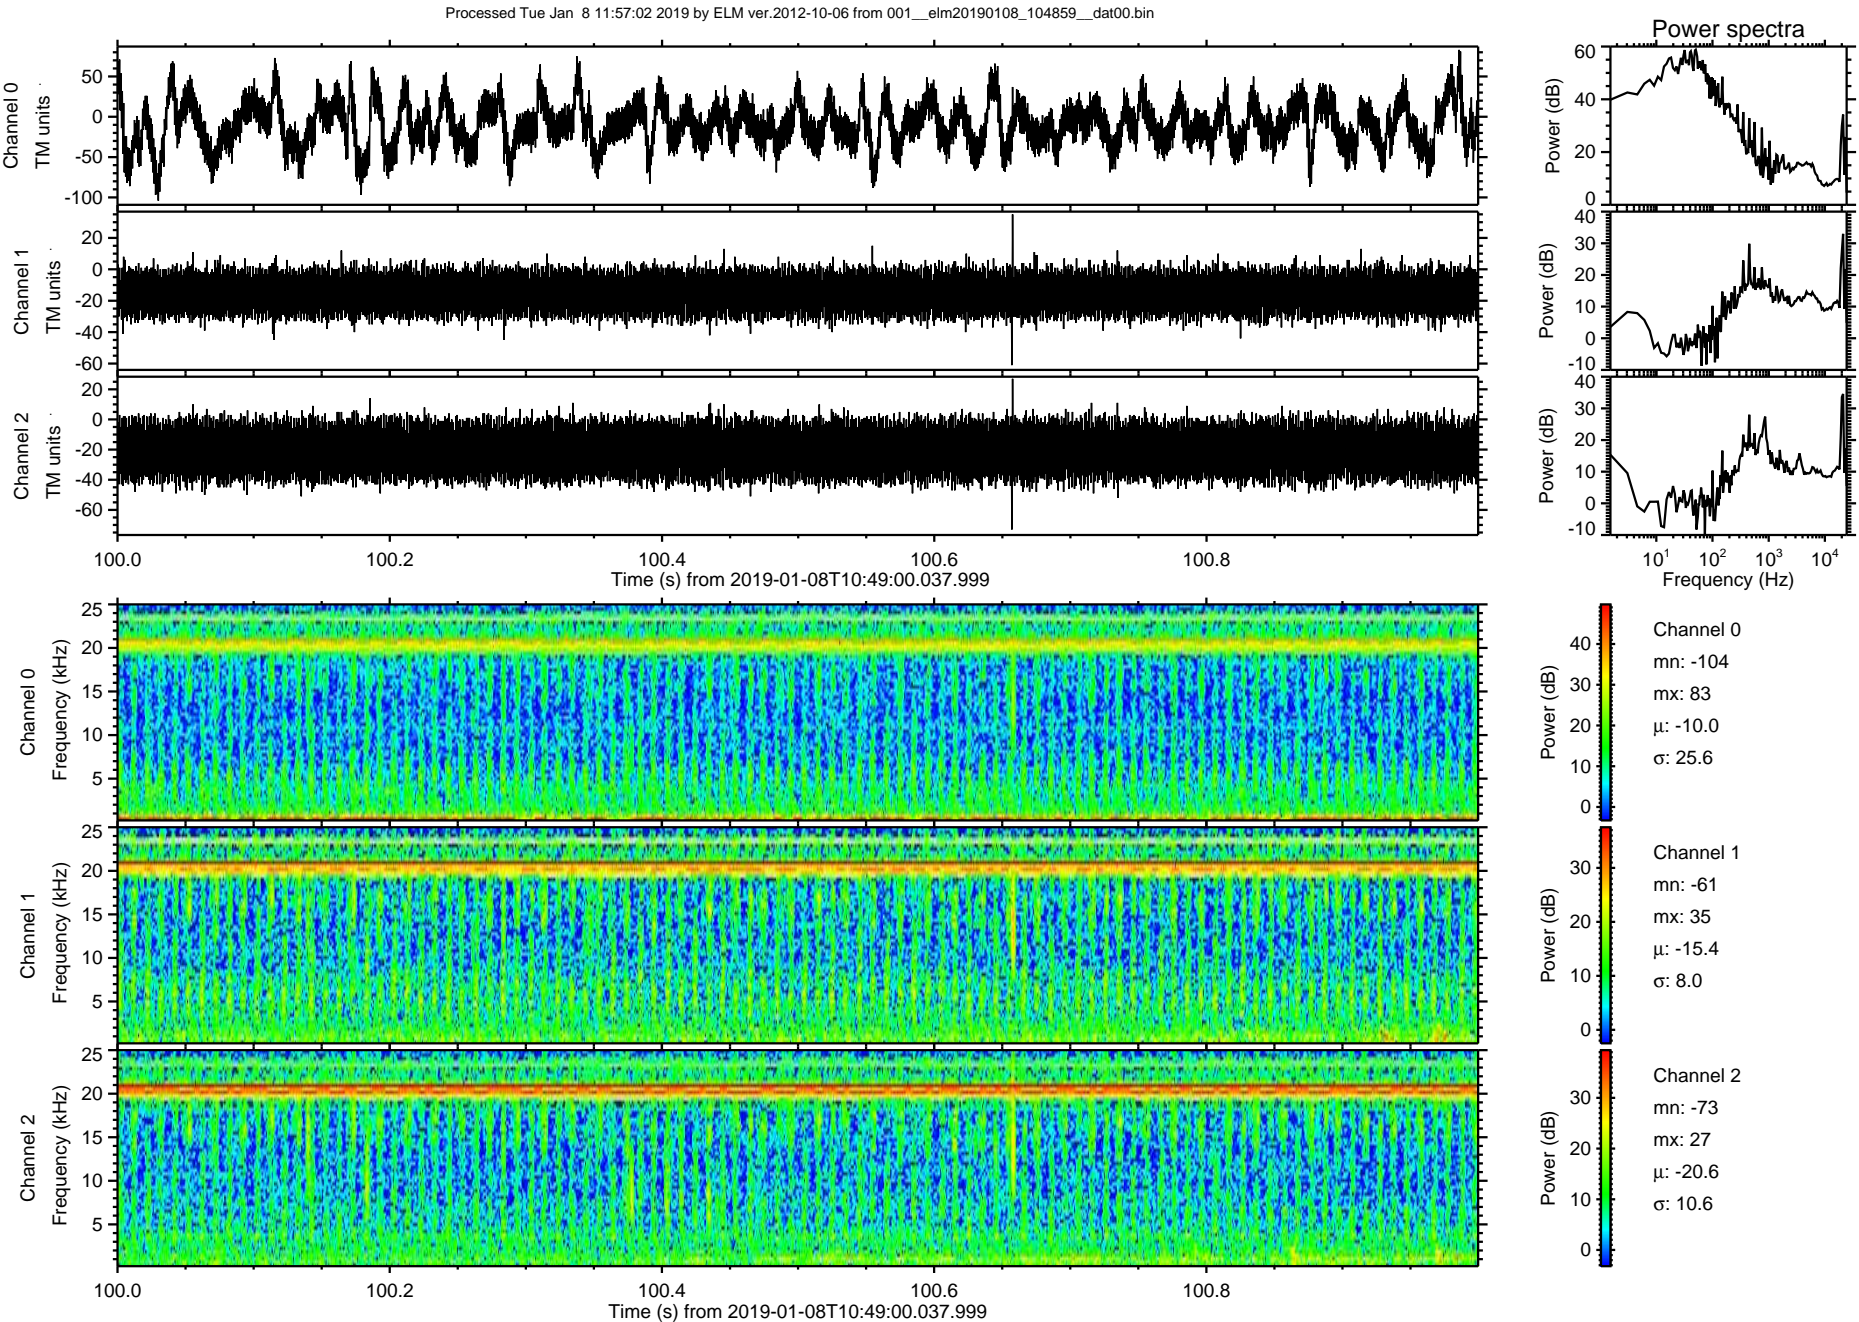 Processed Tue Jan  8 11:57:02 2019 by ELM ver.2012-10-06 from 001__elm20190108_104859__dat00.bin
Power spectra
Channel 0
TM units
50
0
-50
-100
Power (dB)
60
40
20
0
Channel 1
TM units
20
0
-20
-40
-60
Power (dB)
40
30
20
10
0
-10
Channel 2
TM units
20
0
-20
-40
-60
Power (dB)
40
30
20
10
0
-10
100.0 100.2 100.4 100.6 100.8
Time (s) from 2019-01-08T10:49:00.037.999
10¹ 10² 10³ 10⁴
Frequency (Hz)
Channel 0
Frequency (kHz)
25
20
15
10
5
Power (dB)
40
30
20
10
0
Channel 0
mn: -104
mx: 83
μ: -10.0
σ: 25.6
Channel 1
Frequency (kHz)
25
20
15
10
5
Power (dB)
30
20
10
0
Channel 1
mn: -61
mx: 35
μ: -15.4
σ: 8.0
Channel 2
Frequency (kHz)
25
20
15
10
5
Power (dB)
30
20
10
0
Channel 2
mn: -73
mx: 27
μ: -20.6
σ: 10.6
100.0 100.2 100.4 100.6 100.8
Time (s) from 2019-01-08T10:49:00.037.999